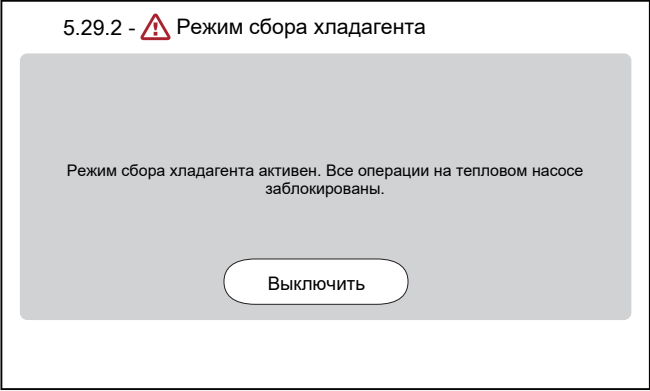 5.29.2 - Режим сбора хладагента
Режим сбора хладагента активен. Все операции на тепловом насосе
заблокированы.
Выключить